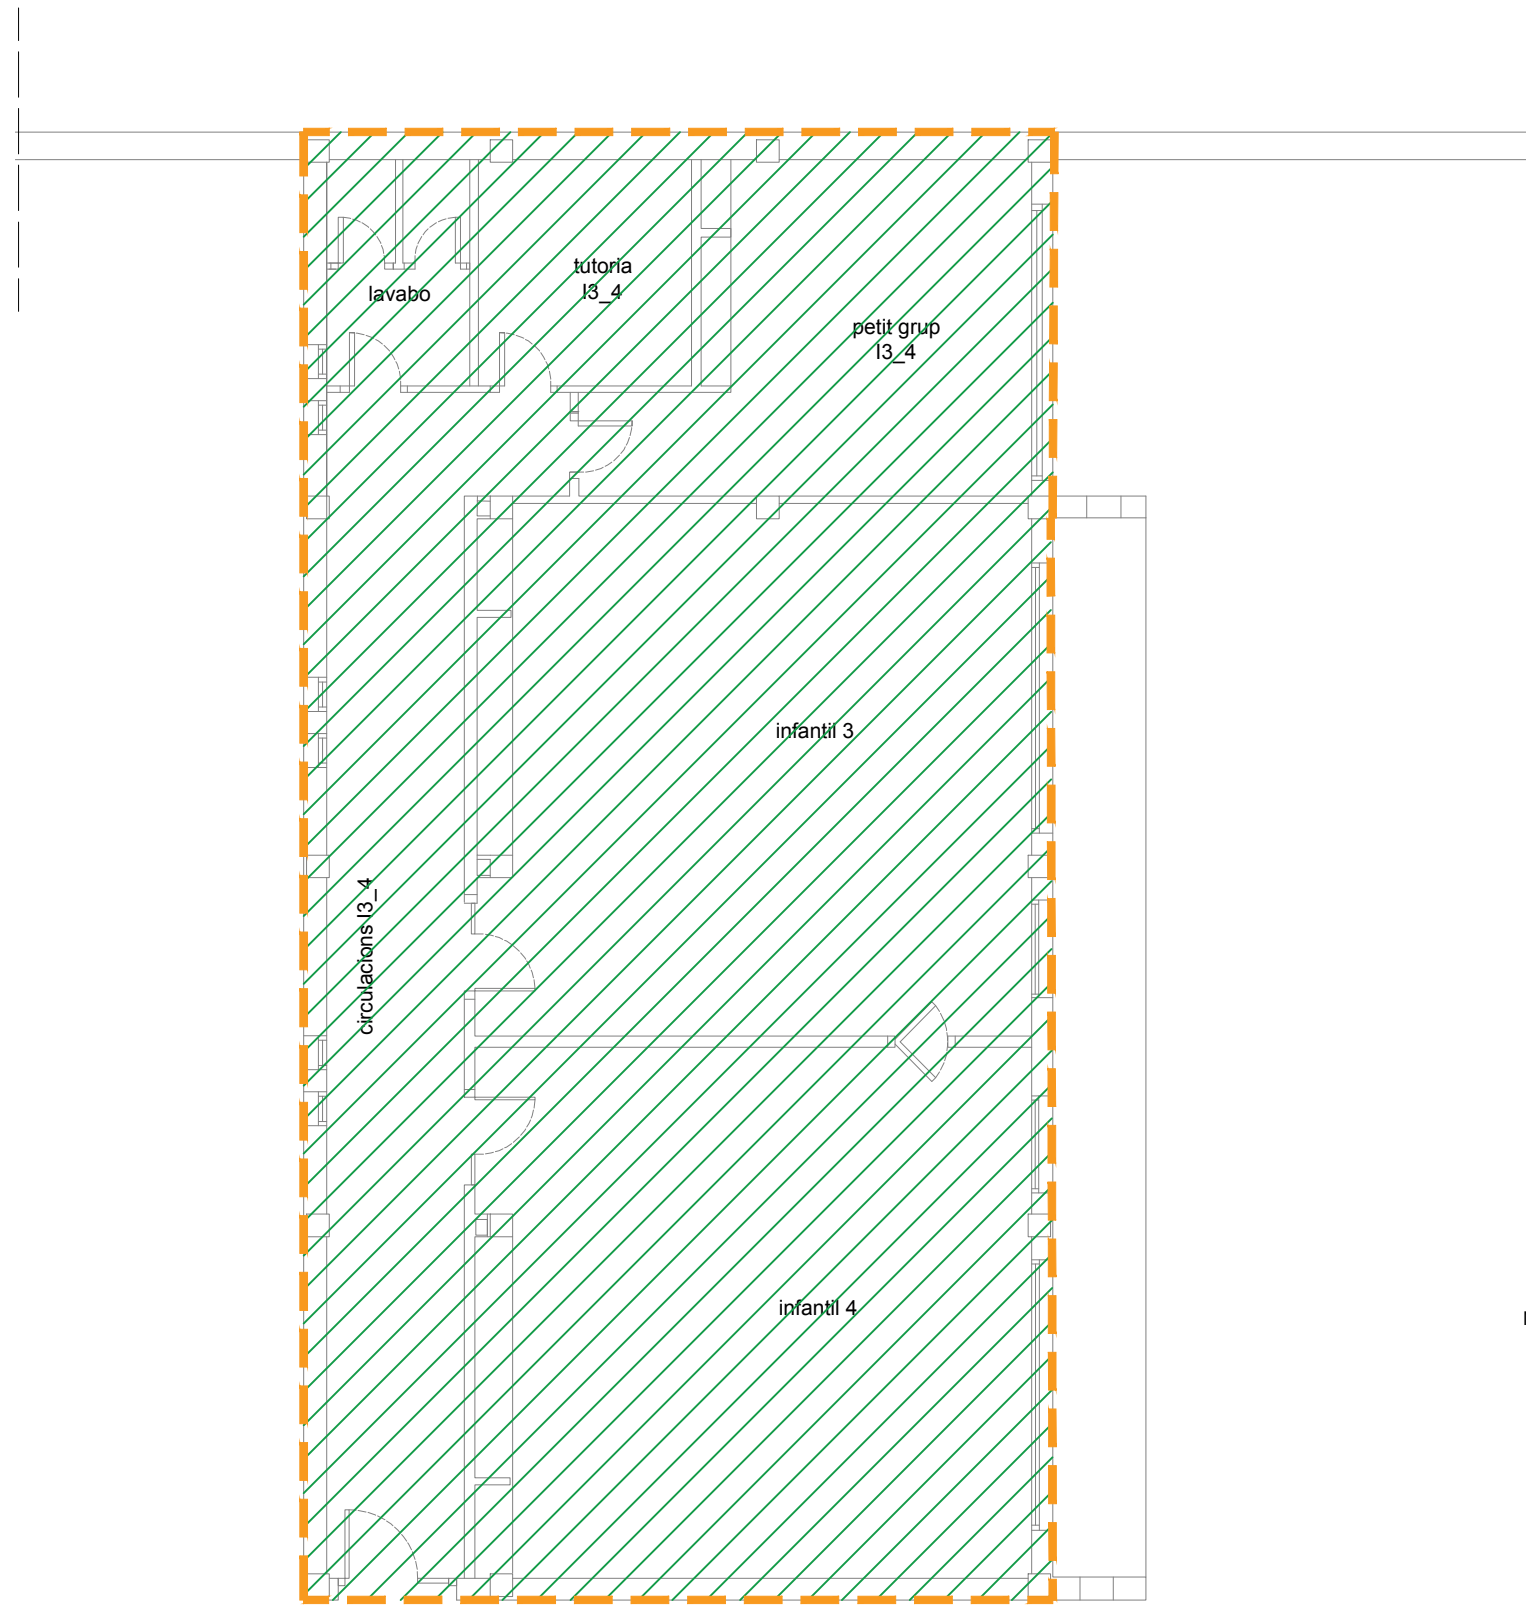 tutoria
I3_4
lavabo
petit grup
I3_4
infantil 3
circulacions I3_4
infantil 4